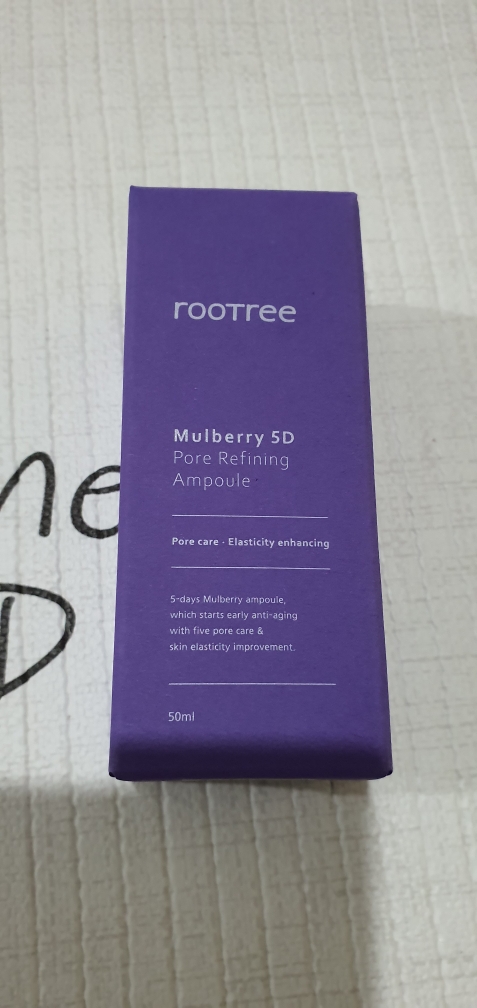 rooTree
Mulberry 5D
Pore Refining
Ampoule
Pore care · Elasticity enhancing
5-days Mulberry ampoule,
which starts early anti-aging
with five pore care &
skin elasticity improvement.
50ml
ne
D